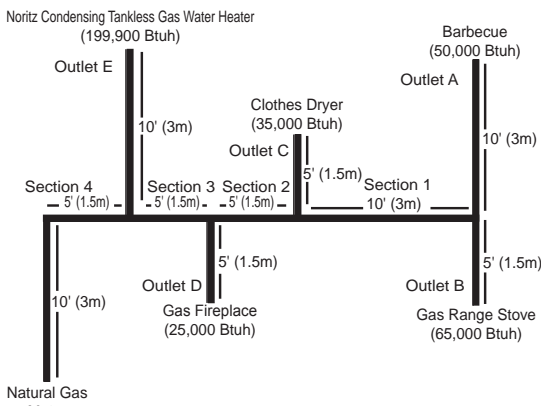 Noritz Condensing Tankless Gas Water Heater
(199,900 Btuh)
Outlet E
10' (3m)
Barbecue
(50,000 Btuh)
Outlet A
10' (3m)
Clothes Dryer
(35,000 Btuh)
Outlet C
5' (1.5m)
Section 4
5' (1.5m)
Section 3
5' (1.5m)
Section 2
5' (1.5m)
Section 1
10' (3m)
10' (3m)
5' (1.5m)
Outlet D
Gas Fireplace
(25,000 Btuh)
5' (1.5m)
Outlet B
Gas Range Stove
(65,000 Btuh)
Natural Gas